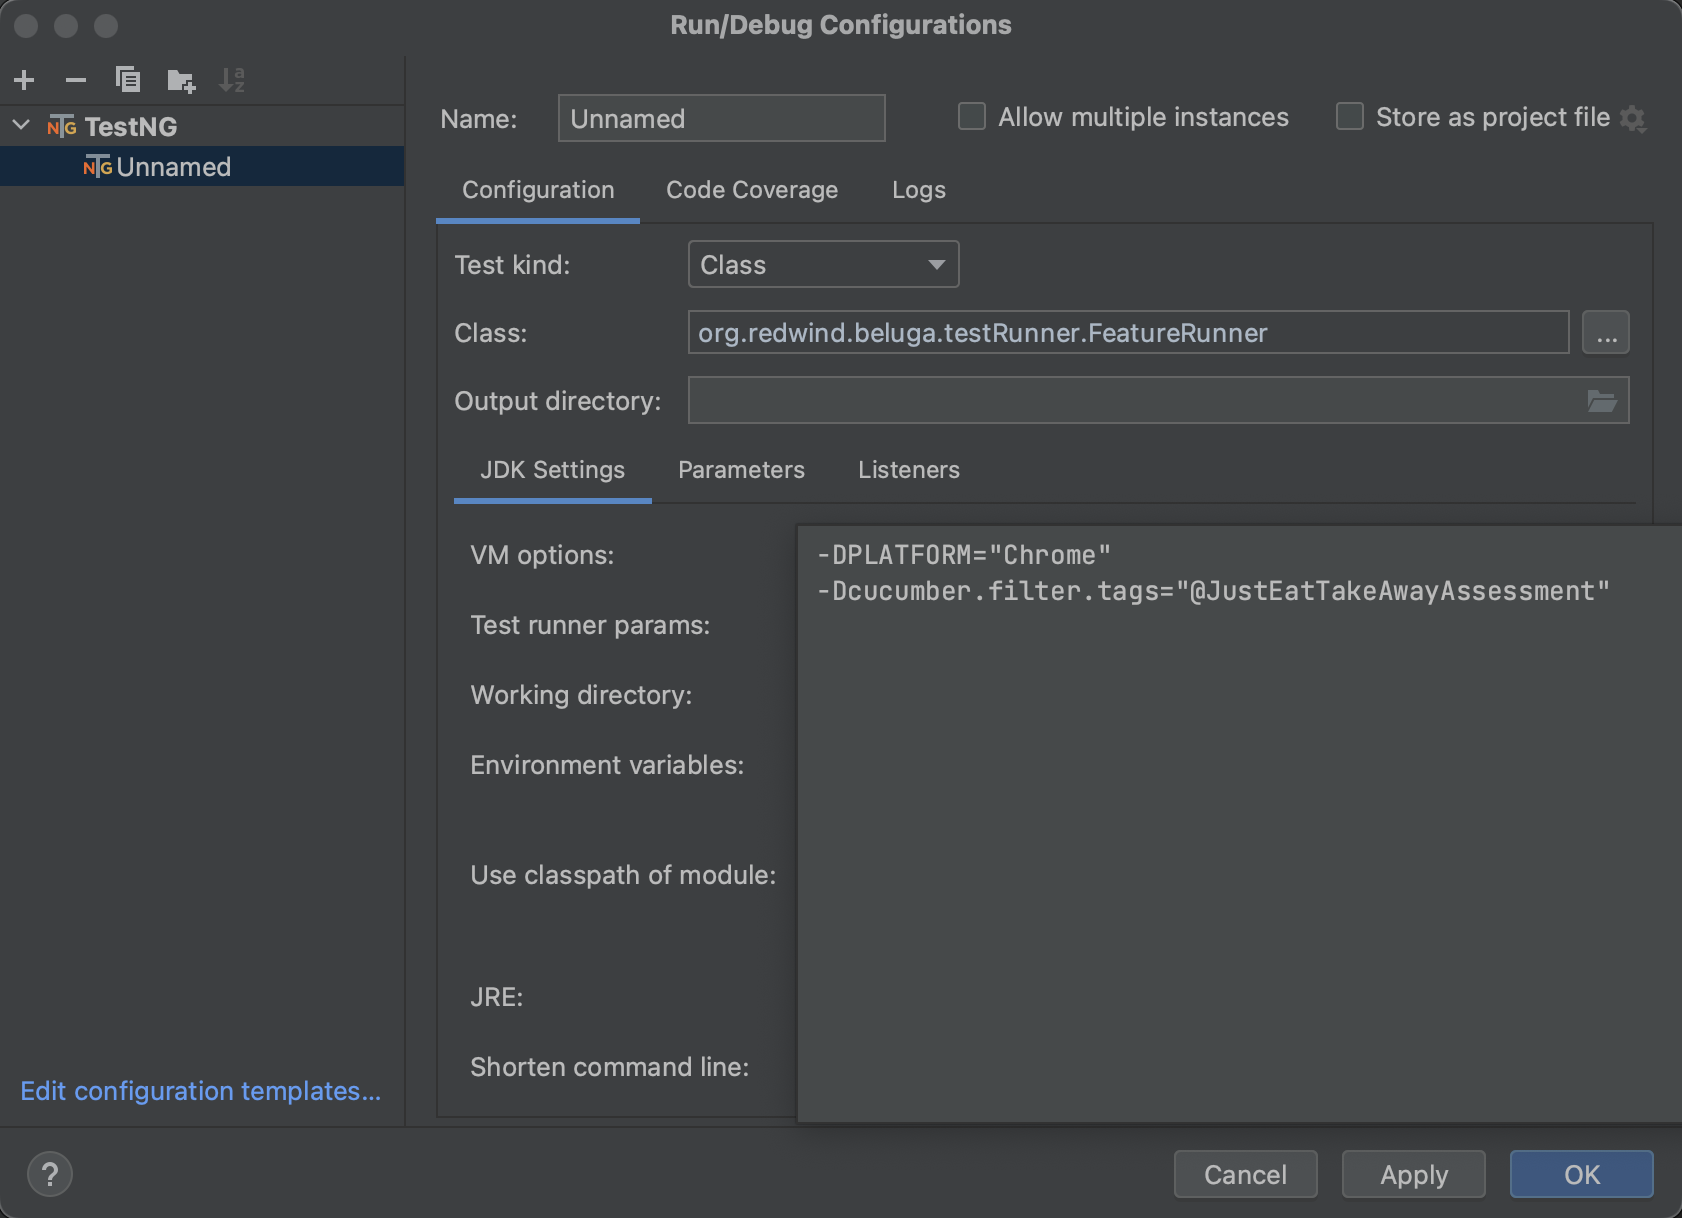 Run/Debug Configurations
TestNG
Unnamed
Edit configuration templates...
Name:
Unnamed
Allow multiple instances
Store as project file
Configuration
Code Coverage
Logs
Test kind:
Class
Class:
org.redwind.beluga.testRunner.FeatureRunner
...
Output directory:
JDK Settings
Parameters
Listeners
VM options:
-DPLATFORM="Chrome"
-Dcucumber.filter.tags="@JustEatTakeAwayAssessment"
Test runner params:
Working directory:
Environment variables:
Use classpath of module:
JRE:
Shorten command line:
?
Cancel
Apply
OK